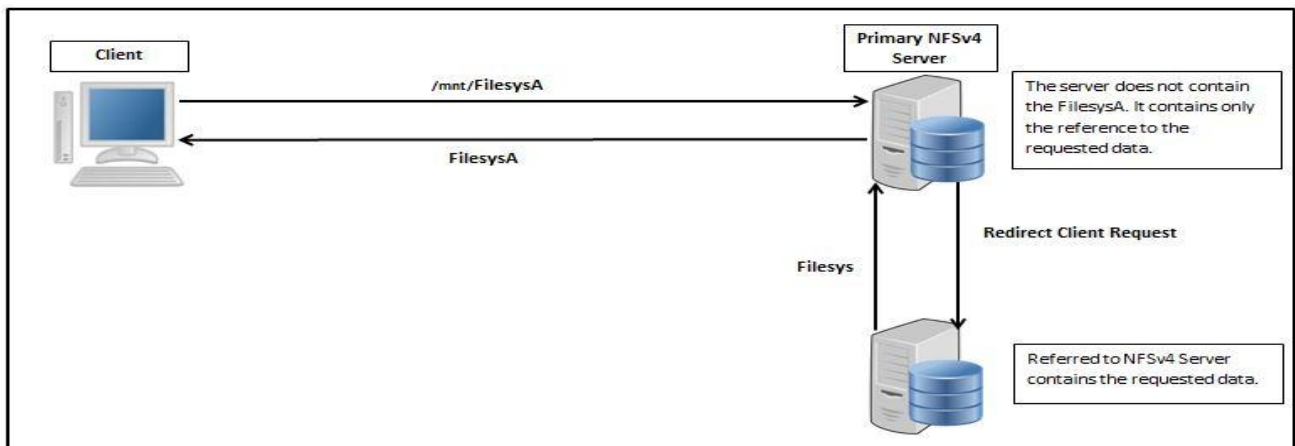 Client
Primary NFSv4
Server
/mnt/FilesysA
FilesysA
The server does not contain
the FilesysA. It contains only
the reference to the
requested data.
Redirect Client Request
Filesys
Referred to NFSv4 Server
contains the requested data.